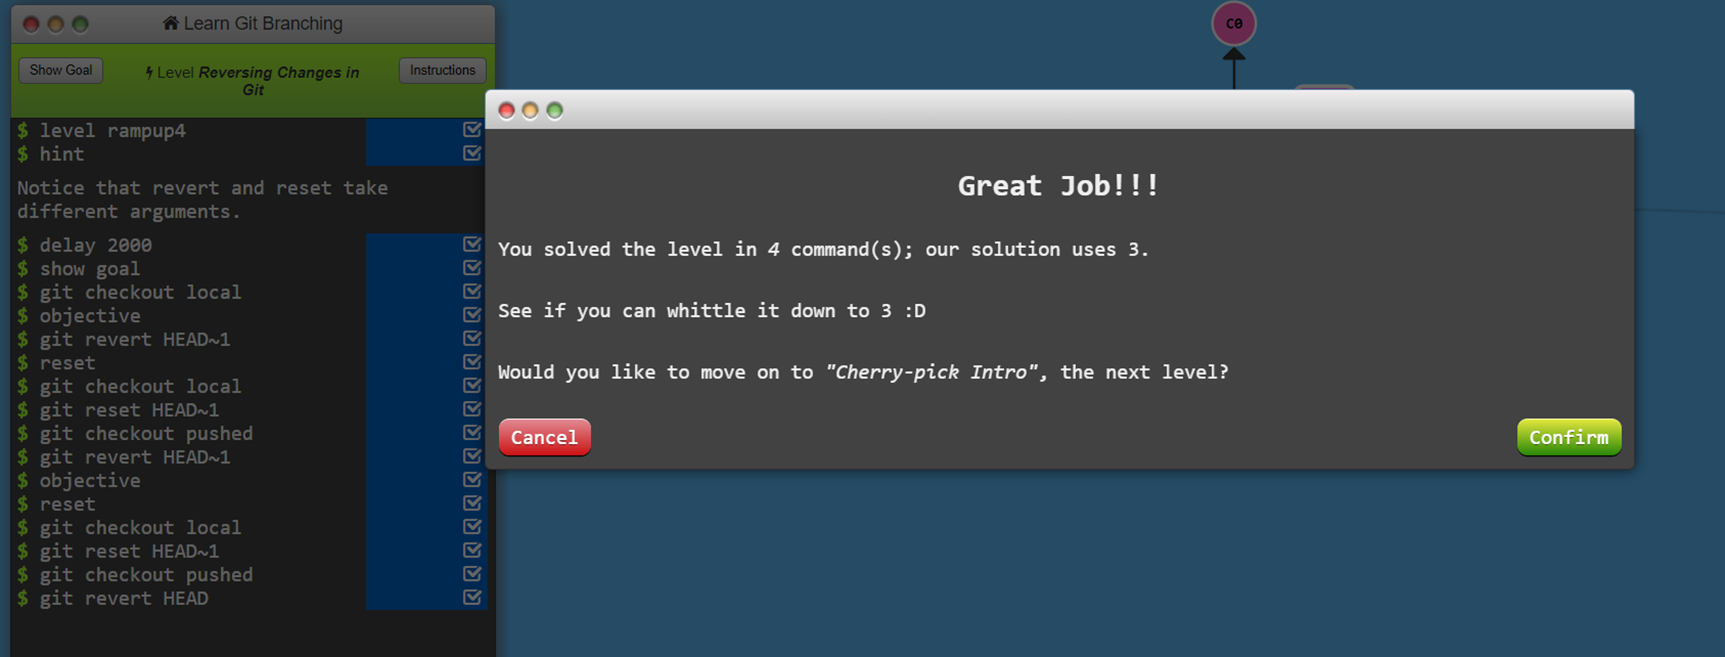 Learn Git Branching
Show Goal
Level Reversing Changes in
Git
Instructions
$ level rampup4
$ hint
Notice that revert and reset take
different arguments.
$ delay 2000
$ show goal
$ git checkout local
$ objective
$ git revert HEAD~1
$ reset
$ git checkout local
$ git reset HEAD~1
$ git checkout pushed
$ git revert HEAD~1
$ objective
$ reset
$ git checkout local
$ git reset HEAD~1
$ git checkout pushed
$ git revert HEAD
C0
Great Job!!!
You solved the level in 4 command(s); our solution uses 3.
See if you can whittle it down to 3 :D
Would you like to move on to "Cherry-pick Intro", the next level?
Cancel
Confirm